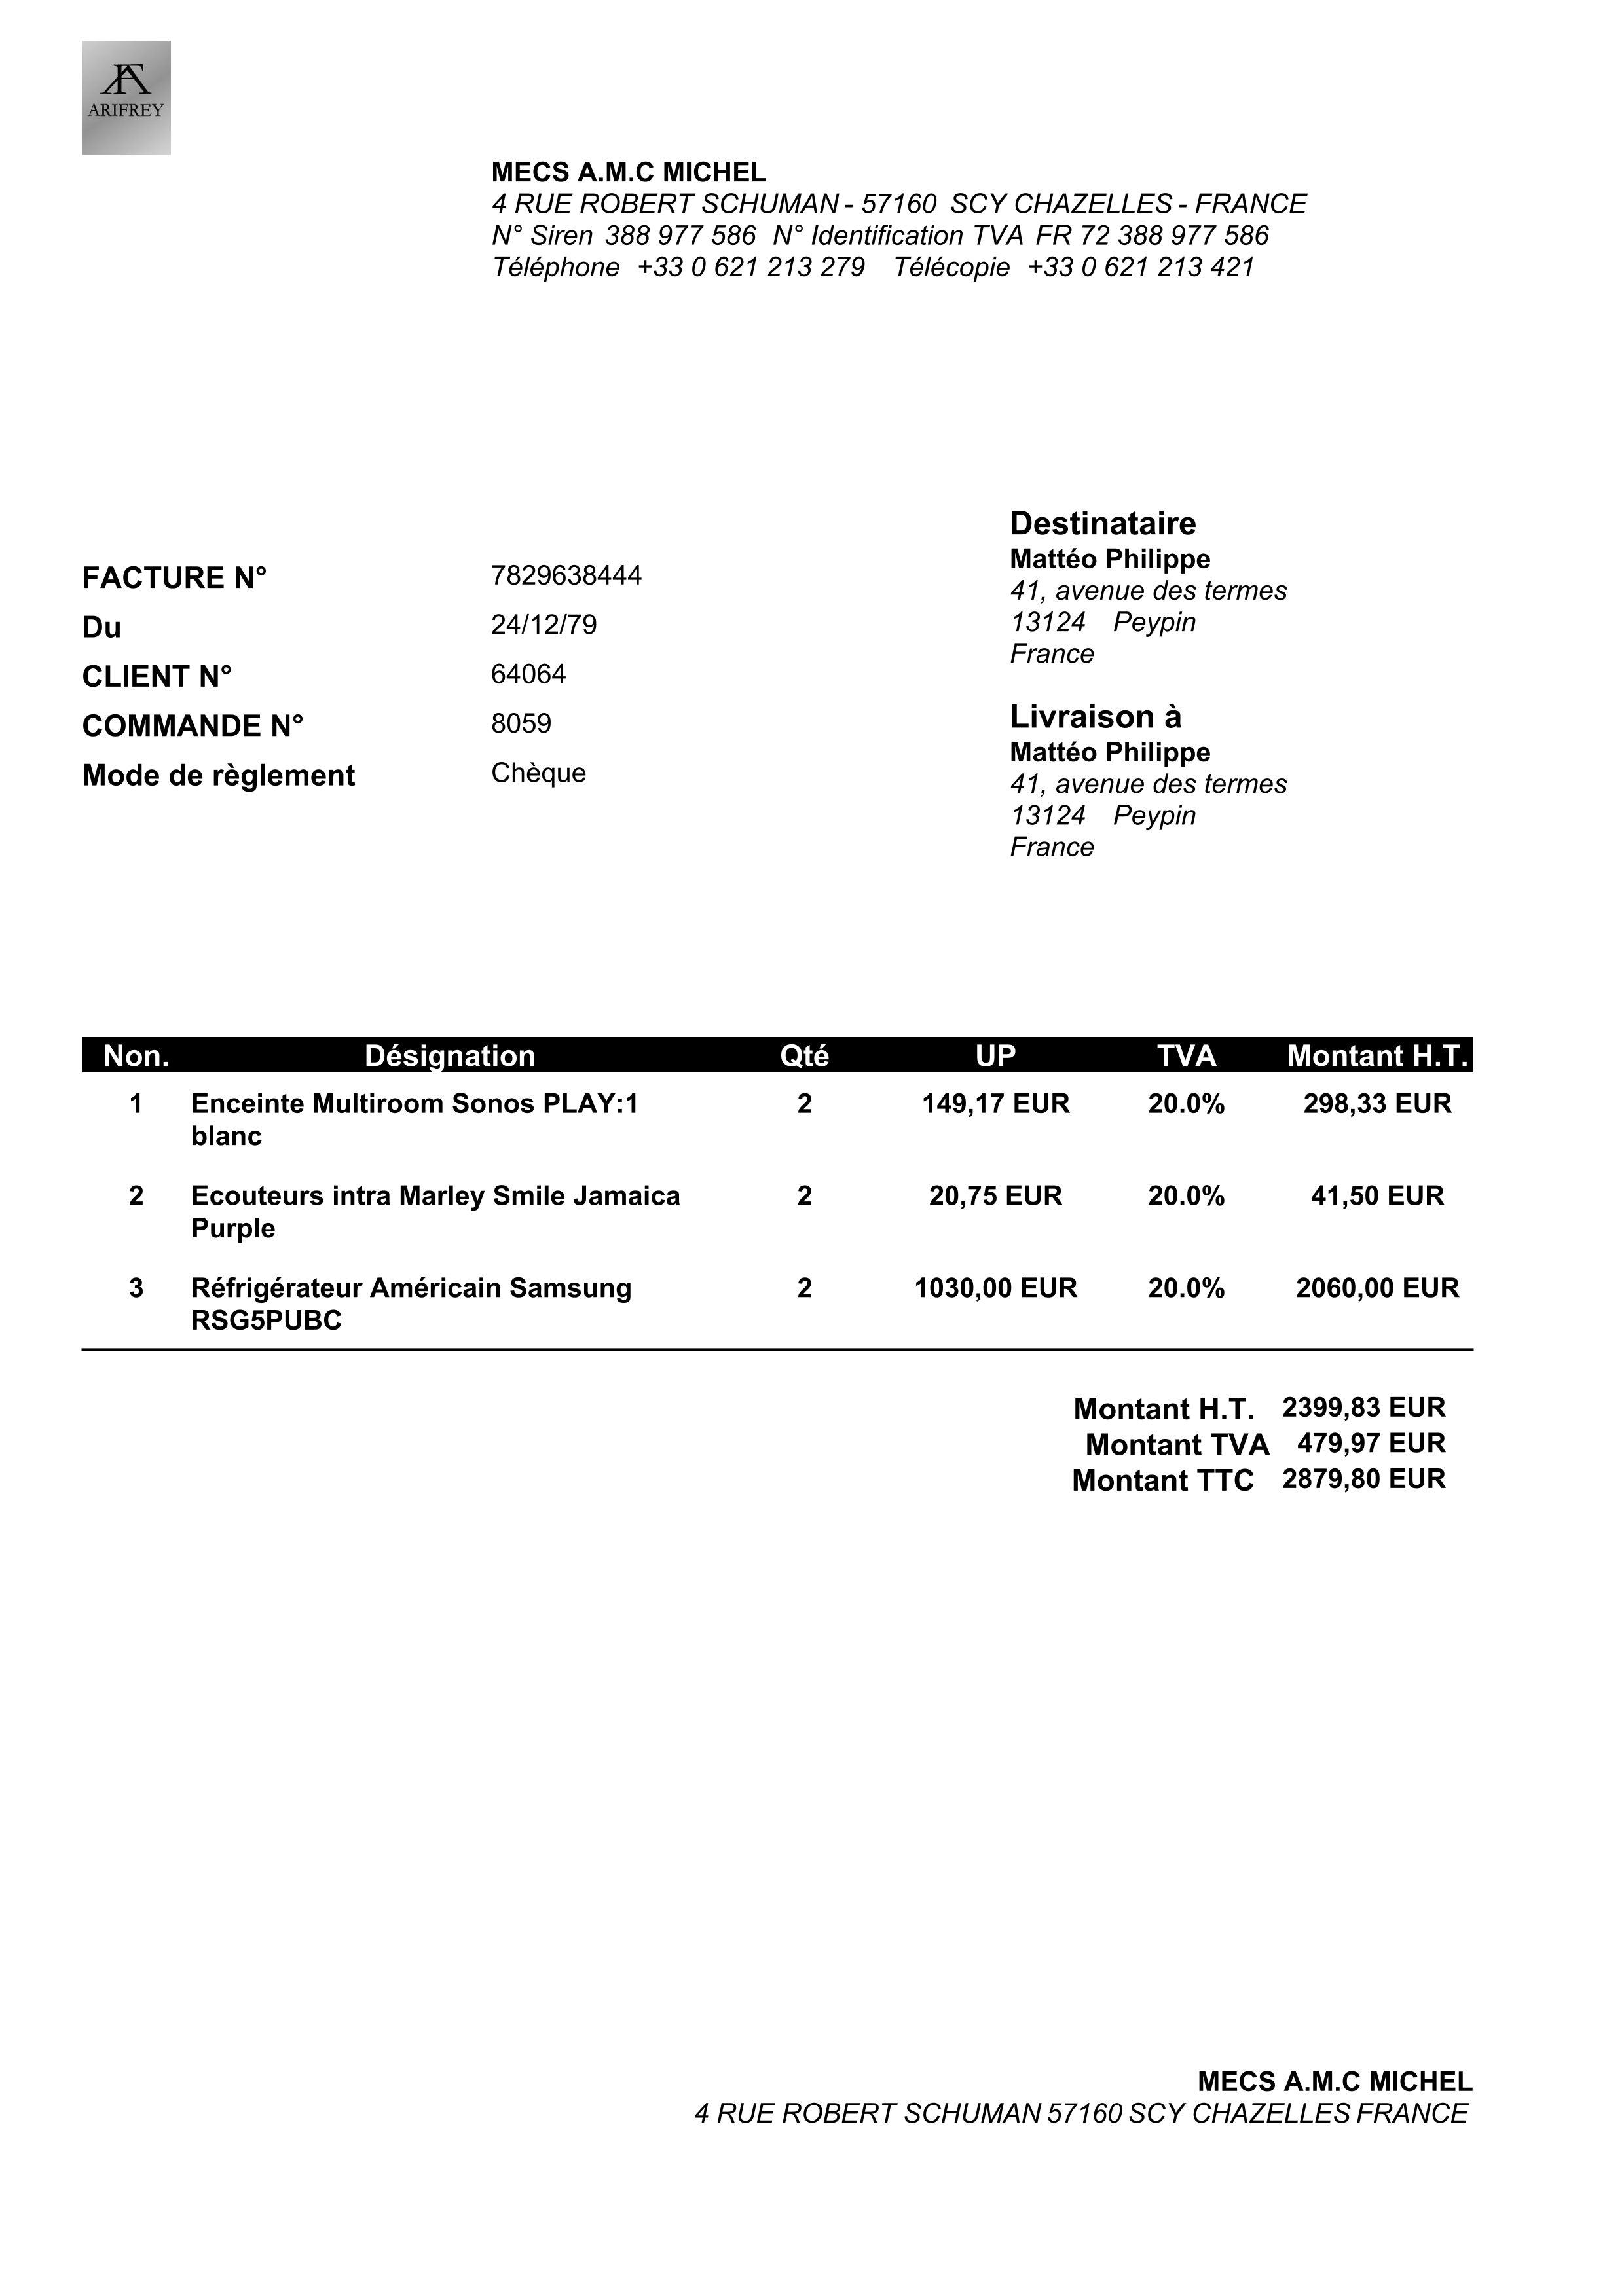 ARIFREY
MECS A.M.C MICHEL
4 RUE ROBERT SCHUMAN - 57160 SCY CHAZELLES - FRANCE
N° Siren 388 977 586 N° Identification TVA FR 72 388 977 586
Téléphone +33 0 621 213 279 Télécopie +33 0 621 213 421
FACTURE N° 7829638444
Du 24/12/79
CLIENT N° 64064
COMMANDE N° 8059
Mode de règlement Chèque
Destinataire
Mattéo Philippe
41, avenue des termes
13124 Peypin
France
Livraison à
Mattéo Philippe
41, avenue des termes
13124 Peypin
France
Non. Désignation Qté UP TVA Montant H.T.
1 Enceinte Multiroom Sonos PLAY:1 2 149,17 EUR 20.0% 298,33 EUR
blanc
2 Ecouteurs intra Marley Smile Jamaica 2 20,75 EUR 20.0% 41,50 EUR
Purple
3 Réfrigérateur Américain Samsung 2 1030,00 EUR 20.0% 2060,00 EUR
RSG5PUBC
Montant H.T. 2399,83 EUR
Montant TVA 479,97 EUR
Montant TTC 2879,80 EUR
MECS A.M.C MICHEL
4 RUE ROBERT SCHUMAN 57160 SCY CHAZELLES FRANCE